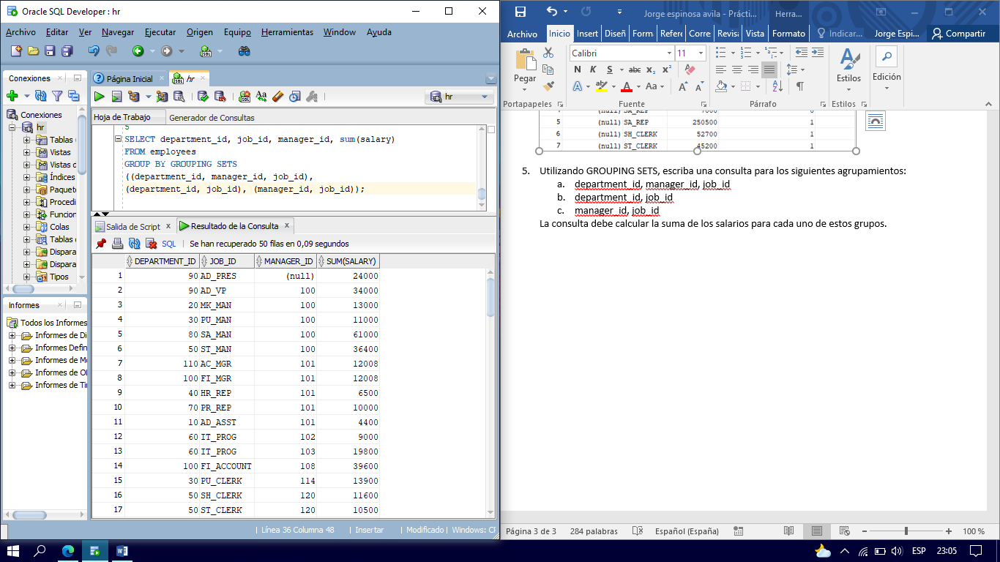 Oracle SQL Developer : hr
Archivo Editar Ver Navegar Ejecutar Origen Equipo Herramientas Window Ayuda
Conexiones
Conexiones
hr
Tablas
Vistas
Vistas d
Índices
Paquet
Procedi
Funcion
Colas
Tablas
Dispara
Dispara
Tipos
Informes
Todos los Informes
Informes de Di
Informes Defin
Informes de M
Informes de Ol
Informes de Ti
Página Inicial hr
hr
Hoja de Trabajo Generador de Consultas
5
SELECT department_id, job_id, manager_id, sum(salary)
FROM employees
GROUP BY GROUPING SETS
((department_id, manager_id, job_id),
(department_id, job_id), (manager_id, job_id));
Salida de Script Resultado de la Consulta
SQL | Se han recuperado 50 filas en 0,09 segundos
DEPARTMENT_ID JOB_ID MANAGER_ID SUM(SALARY)
1 90 AD_PRES (null) 24000
2 90 AD_VP 100 34000
3 20 MK_MAN 100 13000
4 30 PU_MAN 100 11000
5 80 SA_MAN 100 61000
6 50 ST_MAN 100 36400
7 110 AC_MGR 101 12008
8 100 FI_MGR 101 12008
9 40 HR_REP 101 6500
10 70 PR_REP 101 10000
11 10 AD_ASST 101 4400
12 60 IT_PROG 102 9000
13 60 IT_PROG 103 19800
14 100 FI_ACCOUNT 108 39600
15 30 PU_CLERK 114 13900
16 50 SH_CLERK 120 11600
17 50 ST_CLERK 120 10500
| Línea 36 Columna 48 | Insertar | Modificado | Windows: CF
Jorge espinosa avila - Prácti... Herra...
Archivo Inicio Insert Diseñ Form Refere Corre Revisa Vista Formato Indicar... Jorge Espi... Compartir
Calibri 11
Pegar
N K S abc x₂ x²
A ab A Aa A A
Estilos Edición
Portapapeles Fuente Párrafo Estilos
5 (null) SA_REP 250500 1
6 (null) SH_CLERK 52700 1
7 (null) ST_CLERK 45200 1
5. Utilizando GROUPING SETS, escriba una consulta para los siguientes agrupamientos:
a. department_id, manager_id, job_id
b. department_id, job_id
c. manager_id, job_id
La consulta debe calcular la suma de los salarios para cada uno de estos grupos.
Página 3 de 3 284 palabras Español (España) 100 %
ESP 23:05